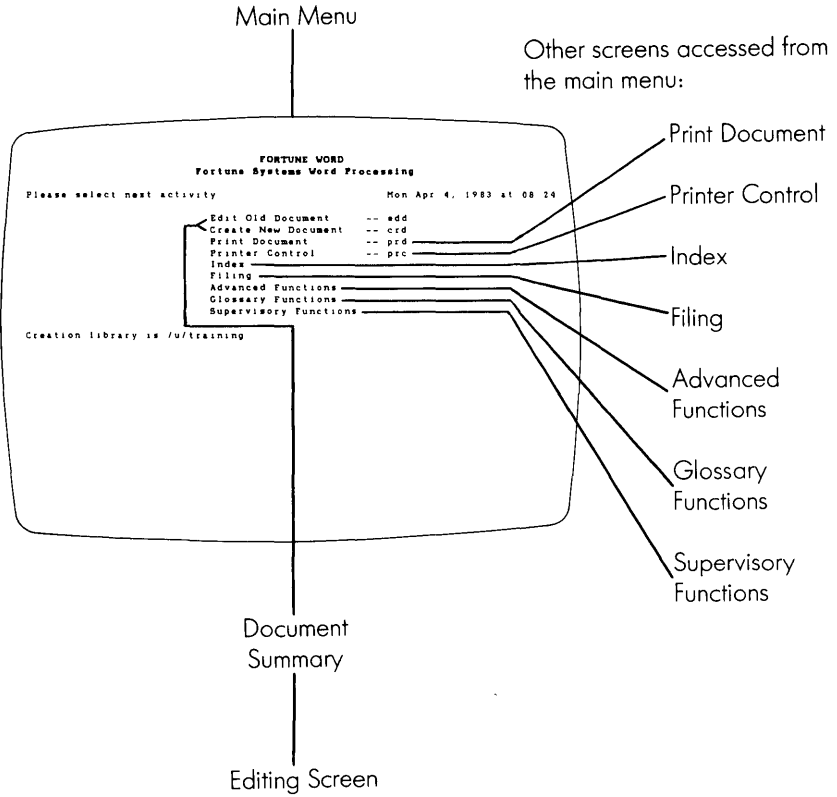 Main Menu
Other screens accessed from
the main menu:
FORTUNE WORD
Fortune Systems Word Processing
Please select next activity Mon Apr 4, 1983 at 08 24
Edit Old Document -- edd
Create New Document -- crd
Print Document -- prd
Printer Control -- prc
Index
Filing
Advanced Functions
Glossary Functions
Supervisory Functions
Creation library is /u/training
Print Document
Printer Control
Index
Filing
Advanced
Functions
Glossary
Functions
Supervisory
Functions
Document
Summary
Editing Screen